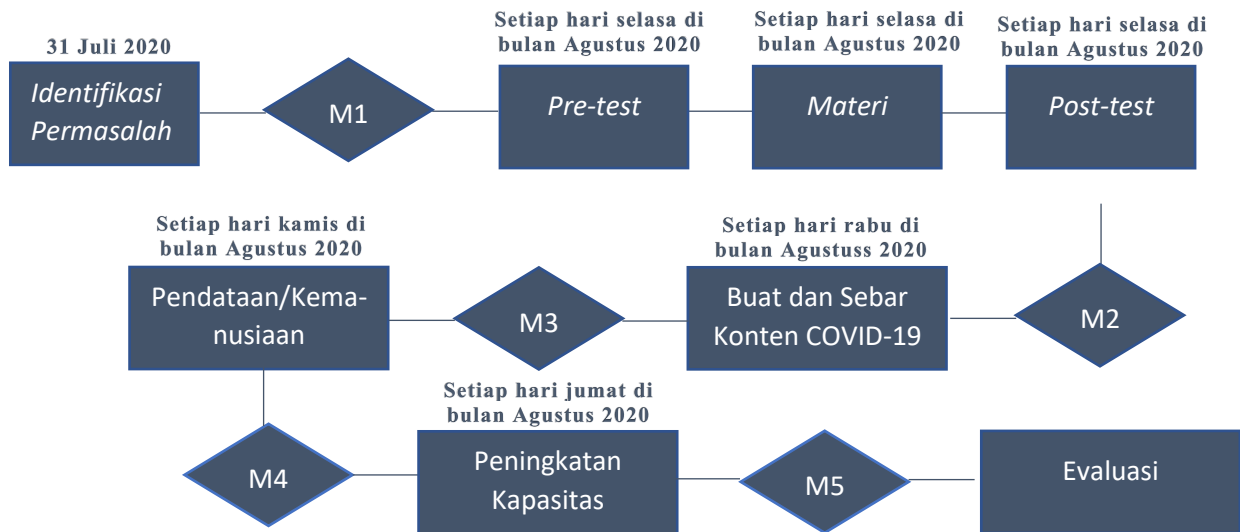 31 Juli 2020
Identifikasi
Permasalah
M1
Setiap hari selasa di
bulan Agustus 2020
Pre-test
Setiap hari selasa di
bulan Agustus 2020
Materi
Setiap hari selasa di
bulan Agustus 2020
Post-test
M2
Setiap hari rabu di
bulan Agustuss 2020
Buat dan Sebar
Konten COVID-19
M3
Setiap hari kamis di
bulan Agustus 2020
Pendataan/Kema-
nusiaan
M4
Setiap hari jumat di
bulan Agustus 2020
Peningkatan
Kapasitas
M5
Evaluasi